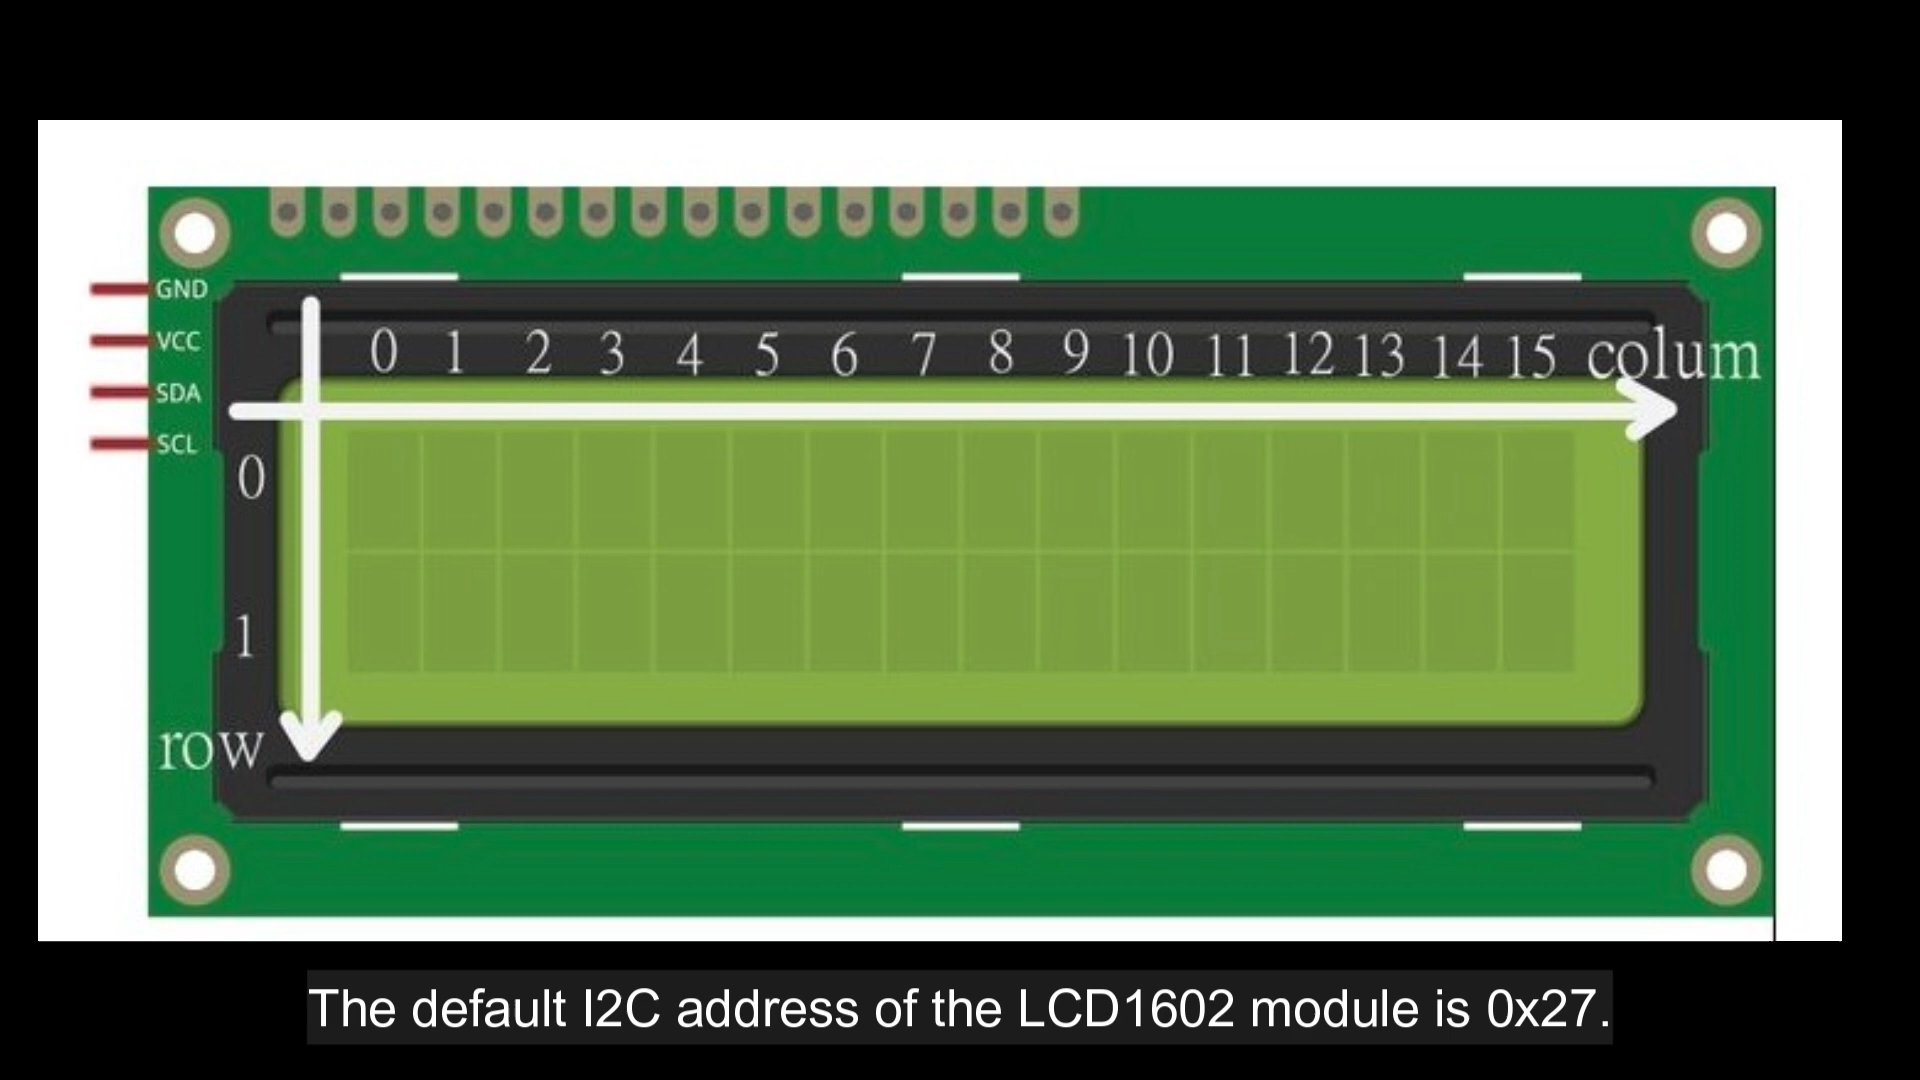 GND
VCC
SDA
SCL
0 1 2 3 4 5 6 7 8 9 10 11 12 13 14 15 colum
0
1
row
The default I2C address of the LCD1602 module is 0x27.